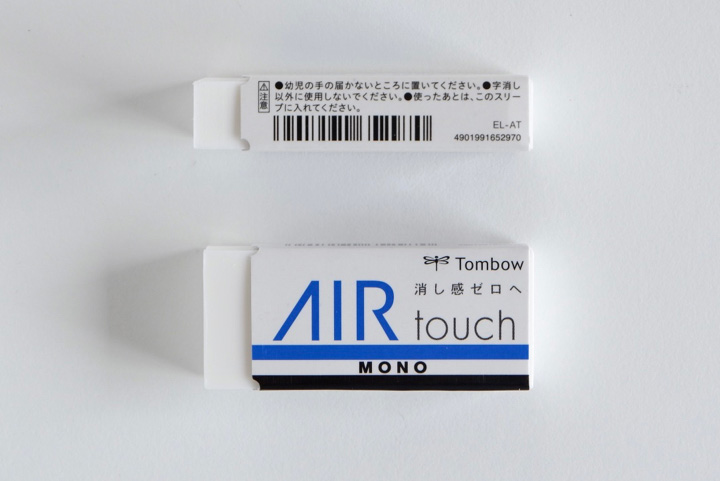 注意
●幼児の手の届かないところに置いてください。●字消し
以外に使用しないでください。●使ったあとは、このスリー
ブに入れてください。
EL-AT
4901991652970
Tombow
消し感ゼロへ
AIR touch
MONO